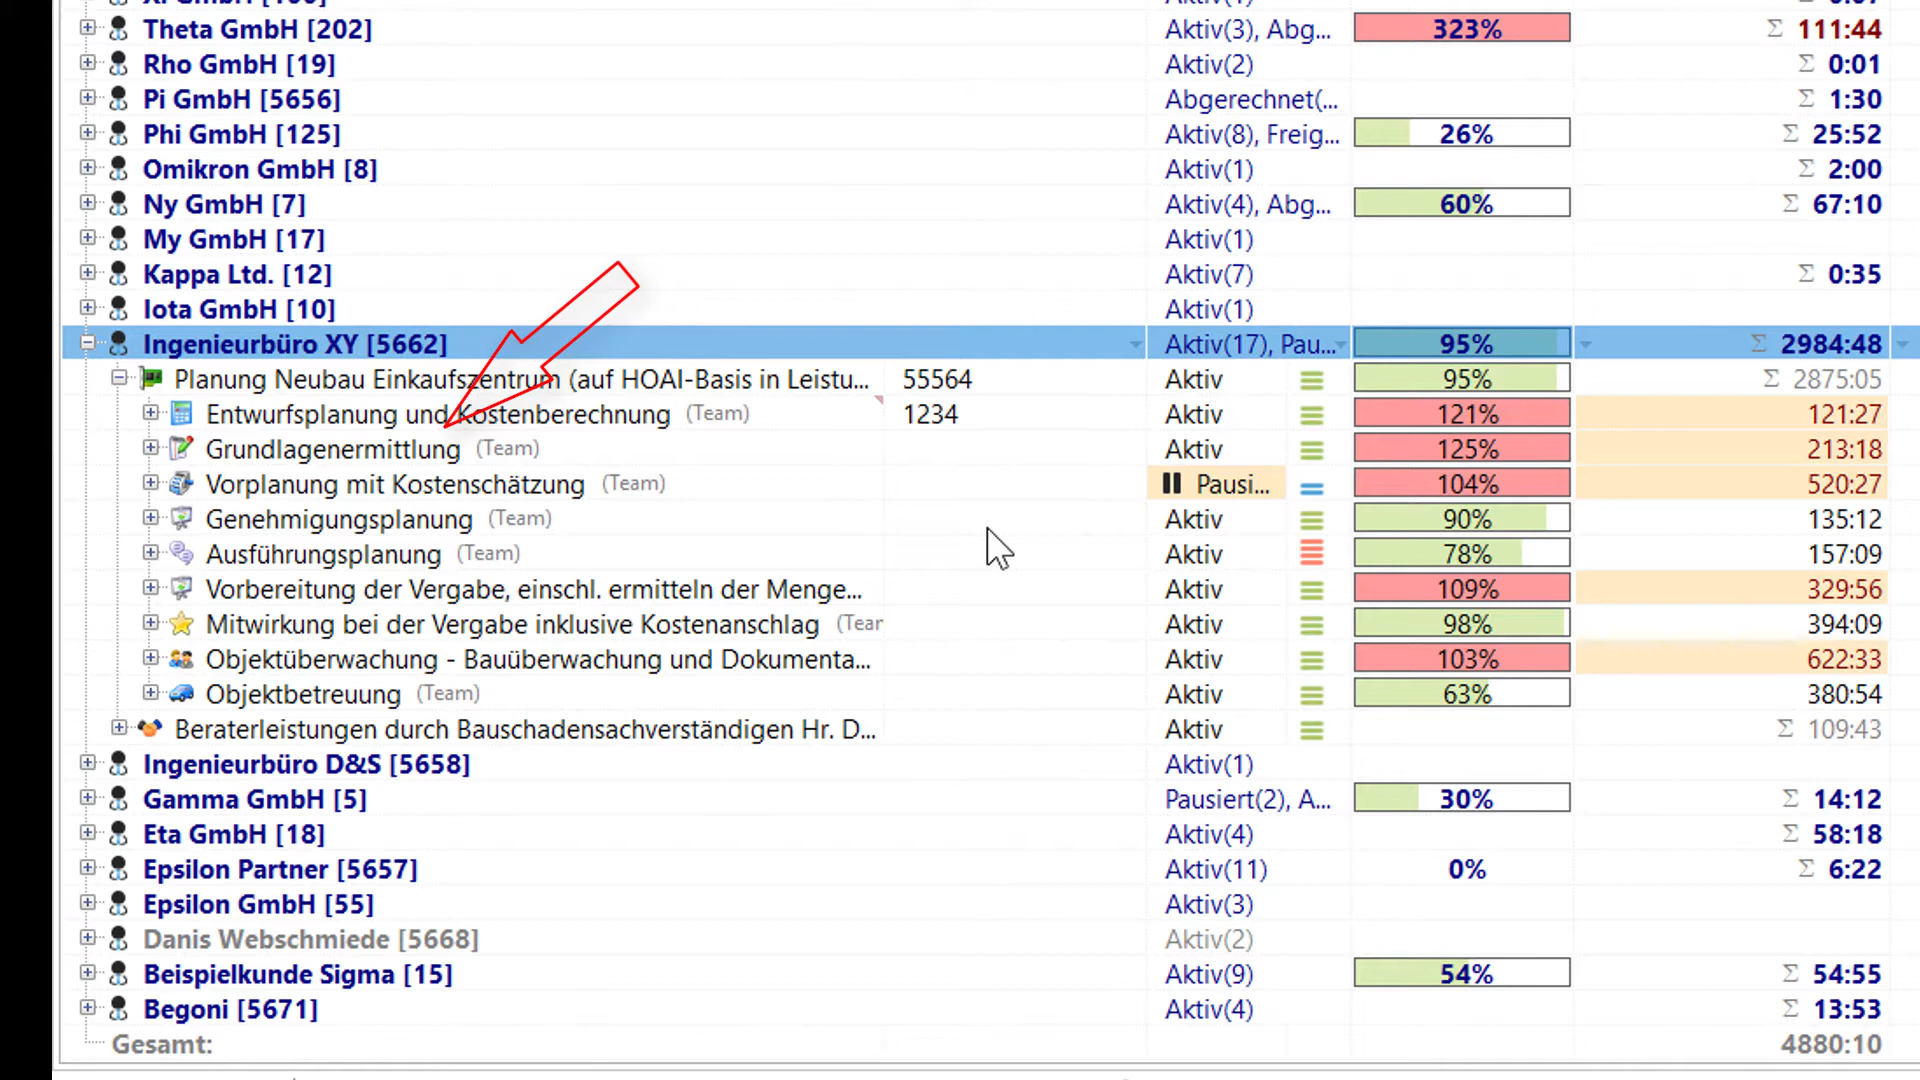 Theta GmbH [202] Aktiv(3), Abg... 323% Σ 111:44
Rho GmbH [19] Aktiv(2) Σ 0:01
Pi GmbH [5656] Abgerechnet(... Σ 1:30
Phi GmbH [125] Aktiv(8), Freig... 26% Σ 25:52
Omikron GmbH [8] Aktiv(1) Σ 2:00
Ny GmbH [7] Aktiv(4), Abg... 60% Σ 67:10
My GmbH [17] Aktiv(1)
Kappa Ltd. [12] Aktiv(7) Σ 0:35
Iota GmbH [10] Aktiv(1)
Ingenieurbüro XY [5662] Aktiv(17), Pau... 95% Σ 2984:48
Planung Neubau Einkaufszentrum (auf HOAI-Basis in Leistu... 55564 Aktiv 95% Σ 2875:05
Entwurfsplanung und Kostenberechnung (Team) 1234 Aktiv 121% 121:27
Grundlagenermittlung (Team) Aktiv 125% 213:18
Vorplanung mit Kostenschätzung (Team) Pausi... 104% 520:27
Genehmigungsplanung (Team) Aktiv 90% 135:12
Ausführungsplanung (Team) Aktiv 78% 157:09
Vorbereitung der Vergabe, einschl. ermitteln der Menge... Aktiv 109% 329:56
Mitwirkung bei der Vergabe inklusive Kostenanschlag (Tear Aktiv 98% 394:09
Objektüberwachung - Bauüberwachung und Dokumenta... Aktiv 103% 622:33
Objektbetreuung (Team) Aktiv 63% 380:54
Beraterleistungen durch Bauschadensachverständigen Hr. D... Aktiv Σ 109:43
Ingenieurbüro D&S [5658] Aktiv(1)
Gamma GmbH [5] Pausiert(2), A... 30% Σ 14:12
Eta GmbH [18] Aktiv(4) Σ 58:18
Epsilon Partner [5657] Aktiv(11) 0% Σ 6:22
Epsilon GmbH [55] Aktiv(3)
Danis Webschmiede [5668] Aktiv(2)
Beispielkunde Sigma [15] Aktiv(9) 54% Σ 54:55
Begoni [5671] Aktiv(4) Σ 13:53
Gesamt: 4880:10